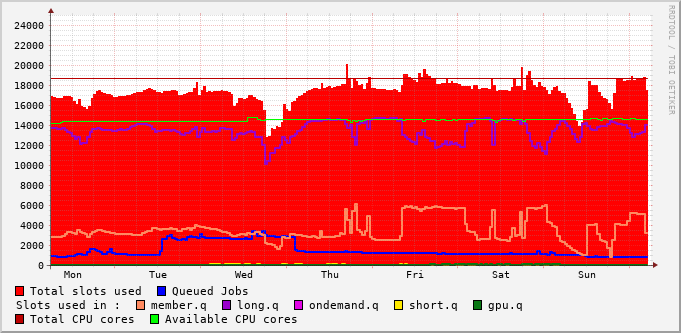 RRDTOOL / TOBI OETIKER
24000
22000
20000
18000
16000
14000
12000
10000
8000
6000
4000
2000
0
Mon Tue Wed Thu Fri Sat Sun
Total slots used Queued Jobs
Slots used in : member.q long.q ondemand.q short.q gpu.q
Total CPU cores Available CPU cores